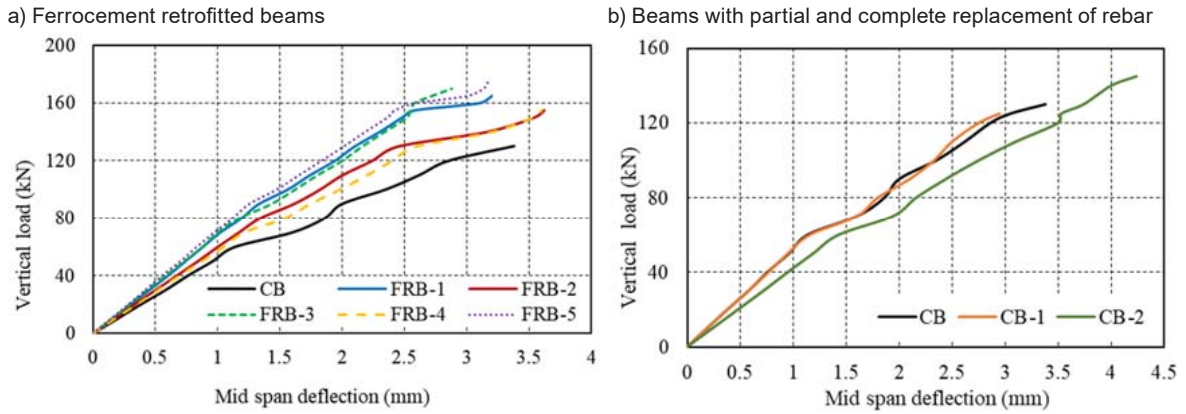 a) Ferrocement retrofitted beams
b) Beams with partial and complete replacement of rebar
200
160
120
80
40
0
Vertical load (kN)
CB
FRB-1
FRB-2
FRB-3
FRB-4
FRB-5
0 0.5 1 1.5 2 2.5 3 3.5 4
Mid span deflection (mm)
160
120
80
40
0
Vertical load (kN)
CB
CB-1
CB-2
0 0.5 1 1.5 2 2.5 3 3.5 4 4.5
Mid span deflection (mm)